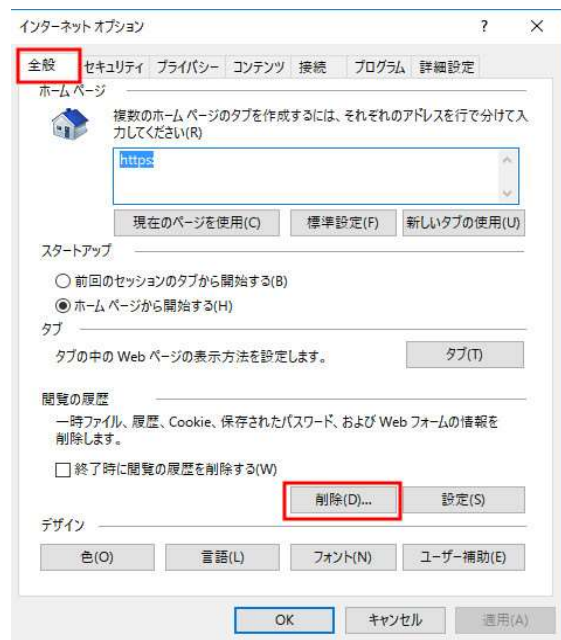 インターネット オプション ? ×
全般 セキュリティ プライバシー コンテンツ 接続 プログラム 詳細設定
ホーム ページ
複数のホーム ページのタブを作成するには、それぞれのアドレスを行で分けて入
力してください(R)
https:
現在のページを使用(C) 標準設定(F) 新しいタブの使用(U)
スタートアップ
前回のセッションのタブから開始する(B)
ホーム ページから開始する(H)
タブ
タブの中の Web ページの表示方法を設定します。 タブ(T)
閲覧の履歴
一時ファイル、履歴、Cookie、保存されたパスワード、および Web フォームの情報を
削除します。
終了時に閲覧の履歴を削除する(W)
削除(D)... 設定(S)
デザイン
色(O) 言語(L) フォント(N) ユーザー補助(E)
OK キャンセル 適用(A)